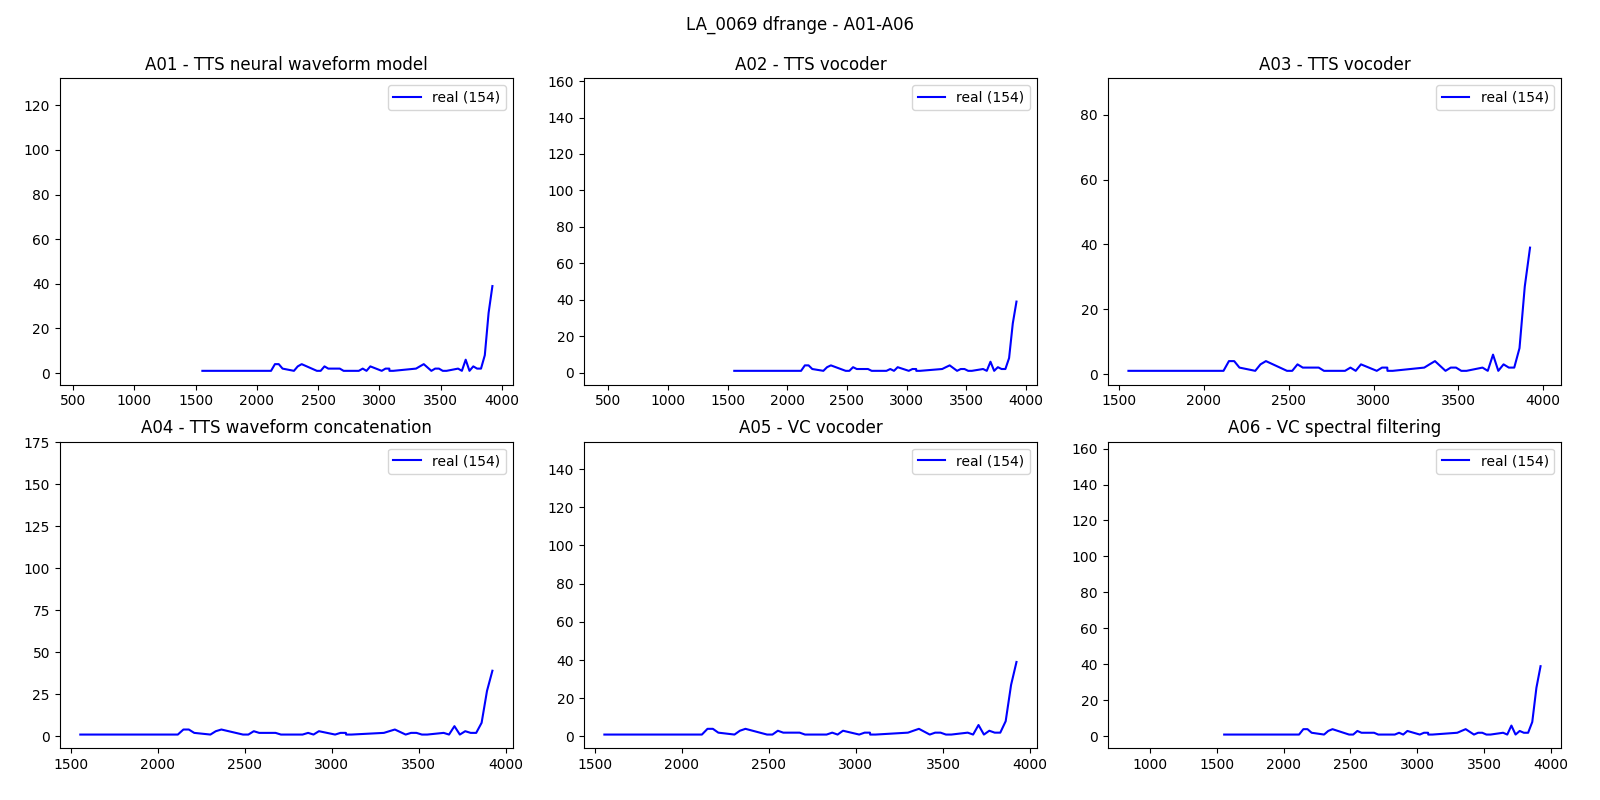 LA_0069 dfrange - A01-A06
A01 - TTS neural waveform model
A02 - TTS vocoder
A03 - TTS vocoder
real (154)
real (154)
real (154)
120
100
80
60
40
20
0
160
140
120
100
80
60
40
20
0
80
60
40
20
0
500 1000 1500 2000 2500 3000 3500 4000
500 1000 1500 2000 2500 3000 3500 4000
1500 2000 2500 3000 3500 4000
A04 - TTS waveform concatenation
A05 - VC vocoder
A06 - VC spectral filtering
real (154)
real (154)
real (154)
175
150
125
100
75
50
25
0
140
120
100
80
60
40
20
0
160
140
120
100
80
60
40
20
0
1500 2000 2500 3000 3500 4000
1500 2000 2500 3000 3500 4000
1000 1500 2000 2500 3000 3500 4000